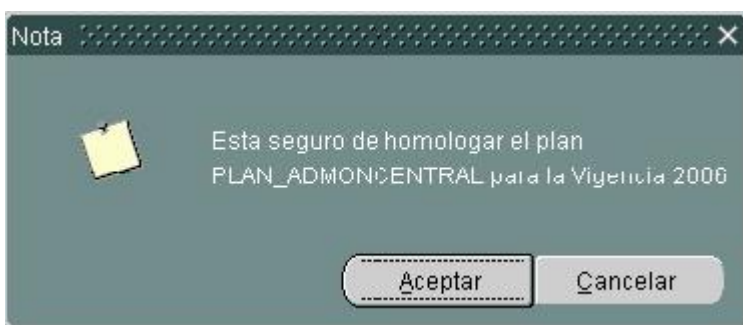 Nota
Esta seguro de homologar el plan
PLAN_ADMONCENTRAL para la Vigencia 2006
Aceptar
Cancelar